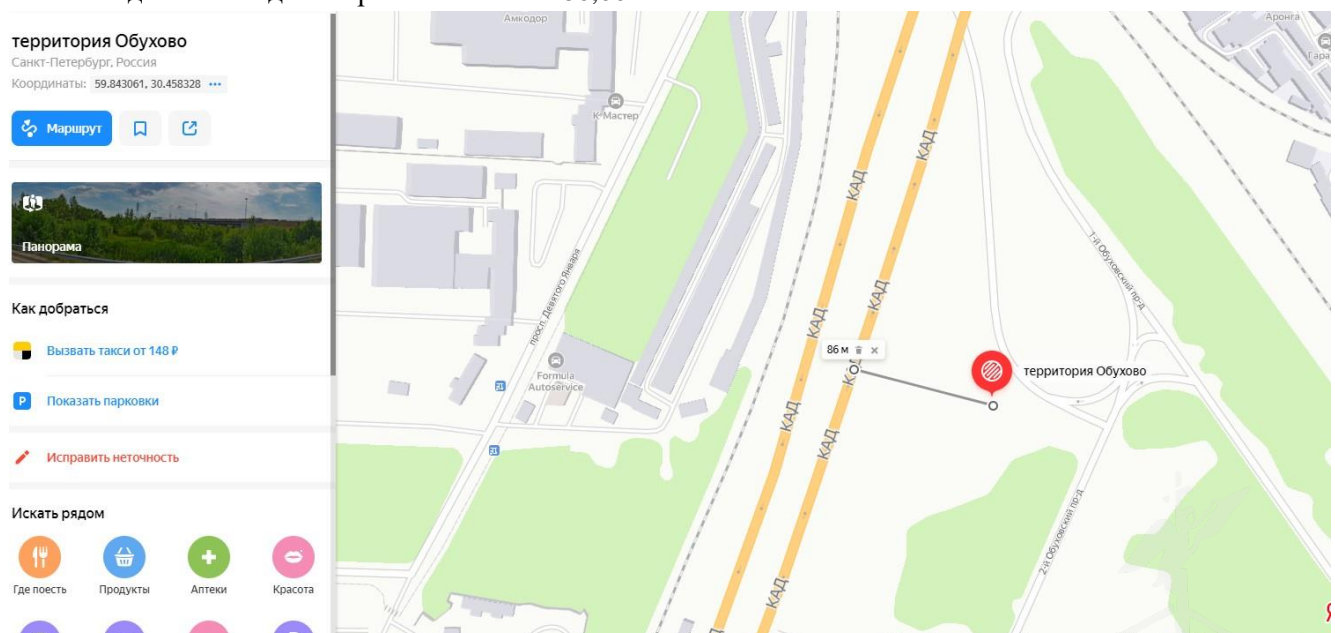 территория Обухово
Санкт-Петербург, Россия
Координаты: 59.843061, 30.458328 •••
Маршрут
Панорама
Как добраться
Вызвать такси от 148 ₽
P Показать парковки
Исправить неточность
Искать рядом
Где поесть
Продукты
Аптеки
Красота
Амкодор
К-Мастер
просп. Девятого Января
Formula
Autoservice
КАД
КАД
КАД
КАД
86 м
КАД
КАД
КАД
КАД
территория Обухово
1-й Обуховский пр-д
2-й Обуховский пр-д
Аронга
Гара
Я